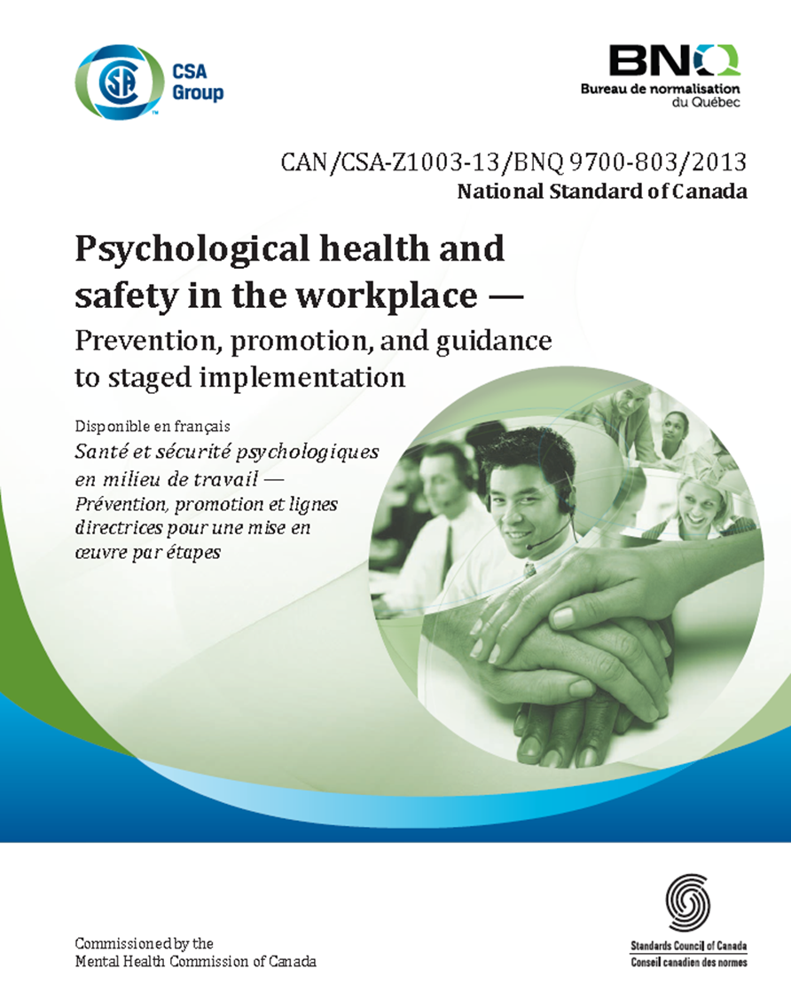 CSA
Group
CSA
TM
BNQ
Bureau de normalisation
du Québec
CAN/CSA-Z1003-13/BNQ 9700-803/2013
National Standard of Canada
Psychological health and
safety in the workplace —
Prevention, promotion, and guidance
to staged implementation
Disponible en français
Santé et sécurité psychologiques
en milieu de travail —
Prévention, promotion et lignes
directrices pour une mise en
œuvre par étapes
Commissioned by the
Mental Health Commission of Canada
Standards Council of Canada
Conseil canadien des normes